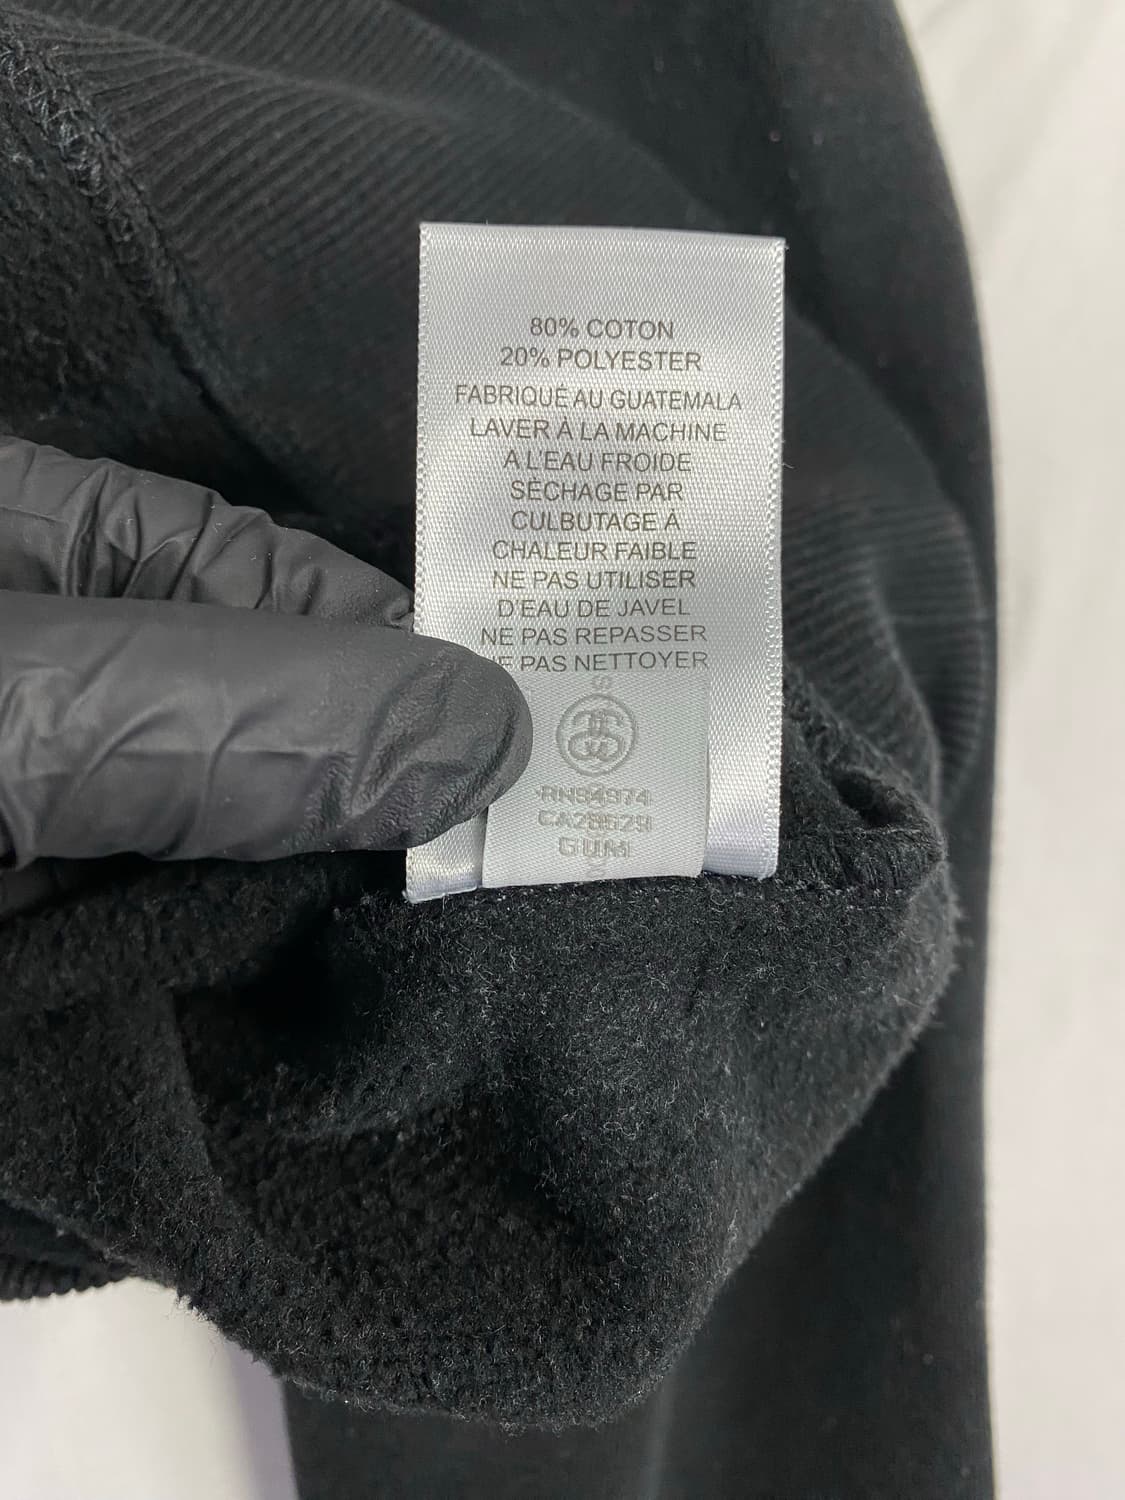 80% COTON
20% POLYESTER
FABRIQUÉ AU GUATEMALA
LAVER À LA MACHINE
A L'EAU FROIDE
SÉCHAGE PAR
CULBUTAGE À
CHALEUR FAIBLE
NE PAS UTILISER
D'EAU DE JAVEL
NE PAS REPASSER
NE PAS NETTOYER
RN94974
CA28629
GUM